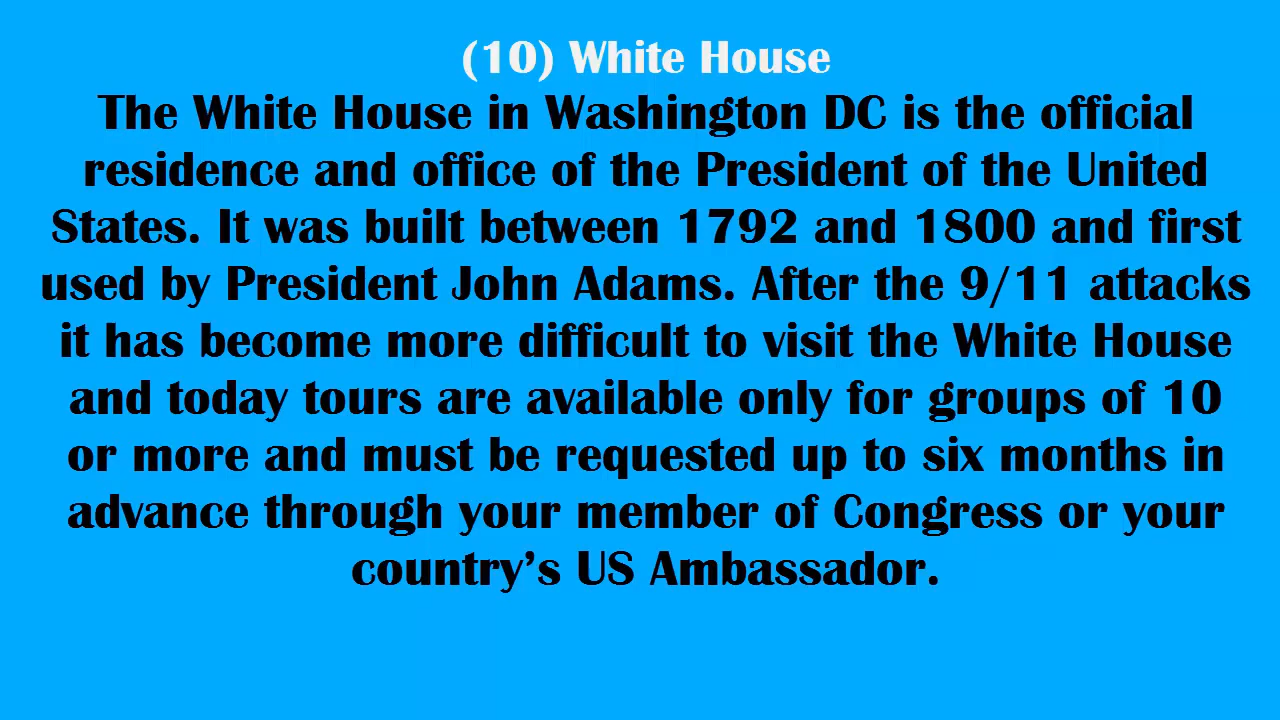 (10) White House
The White House in Washington DC is the official
residence and office of the President of the United
States. It was built between 1792 and 1800 and first
used by President John Adams. After the 9/11 attacks
it has become more difficult to visit the White House
and today tours are available only for groups of 10
or more and must be requested up to six months in
advance through your member of Congress or your
country’s US Ambassador.